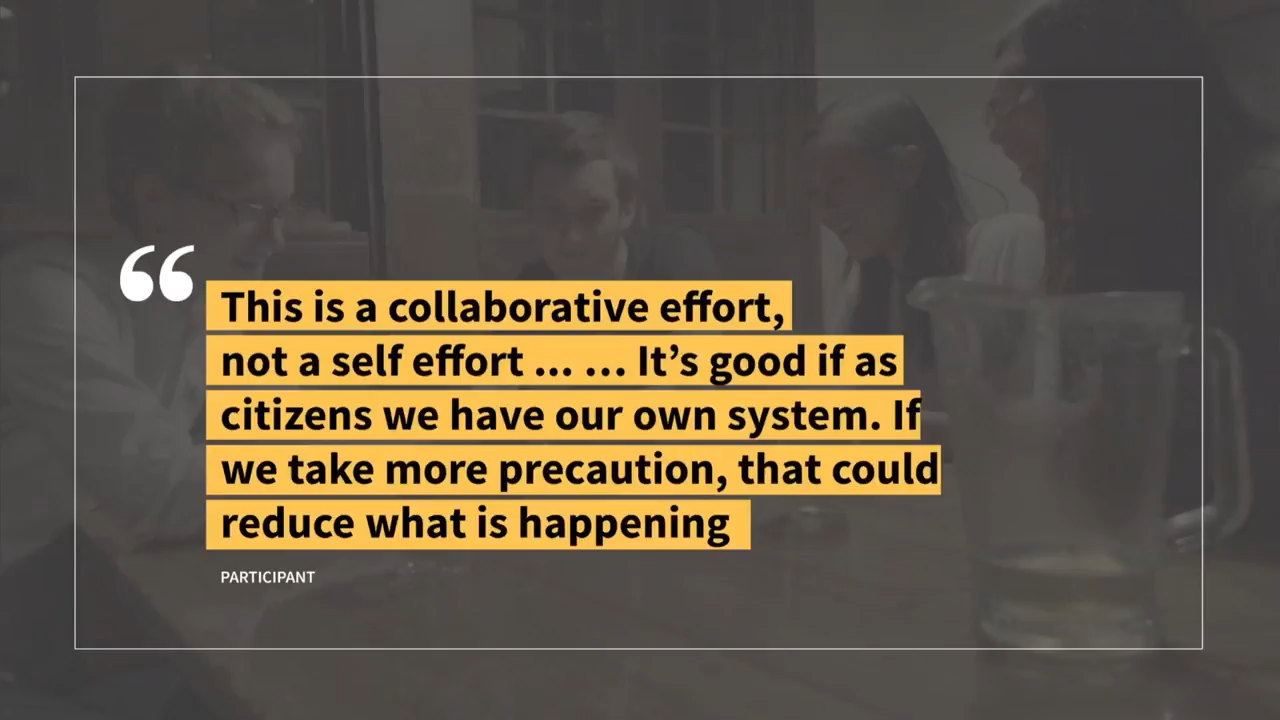 “
This is a collaborative effort,
not a self effort ... ... It’s good if as
citizens we have our own system. If
we take more precaution, that could
reduce what is happening
PARTICIPANT